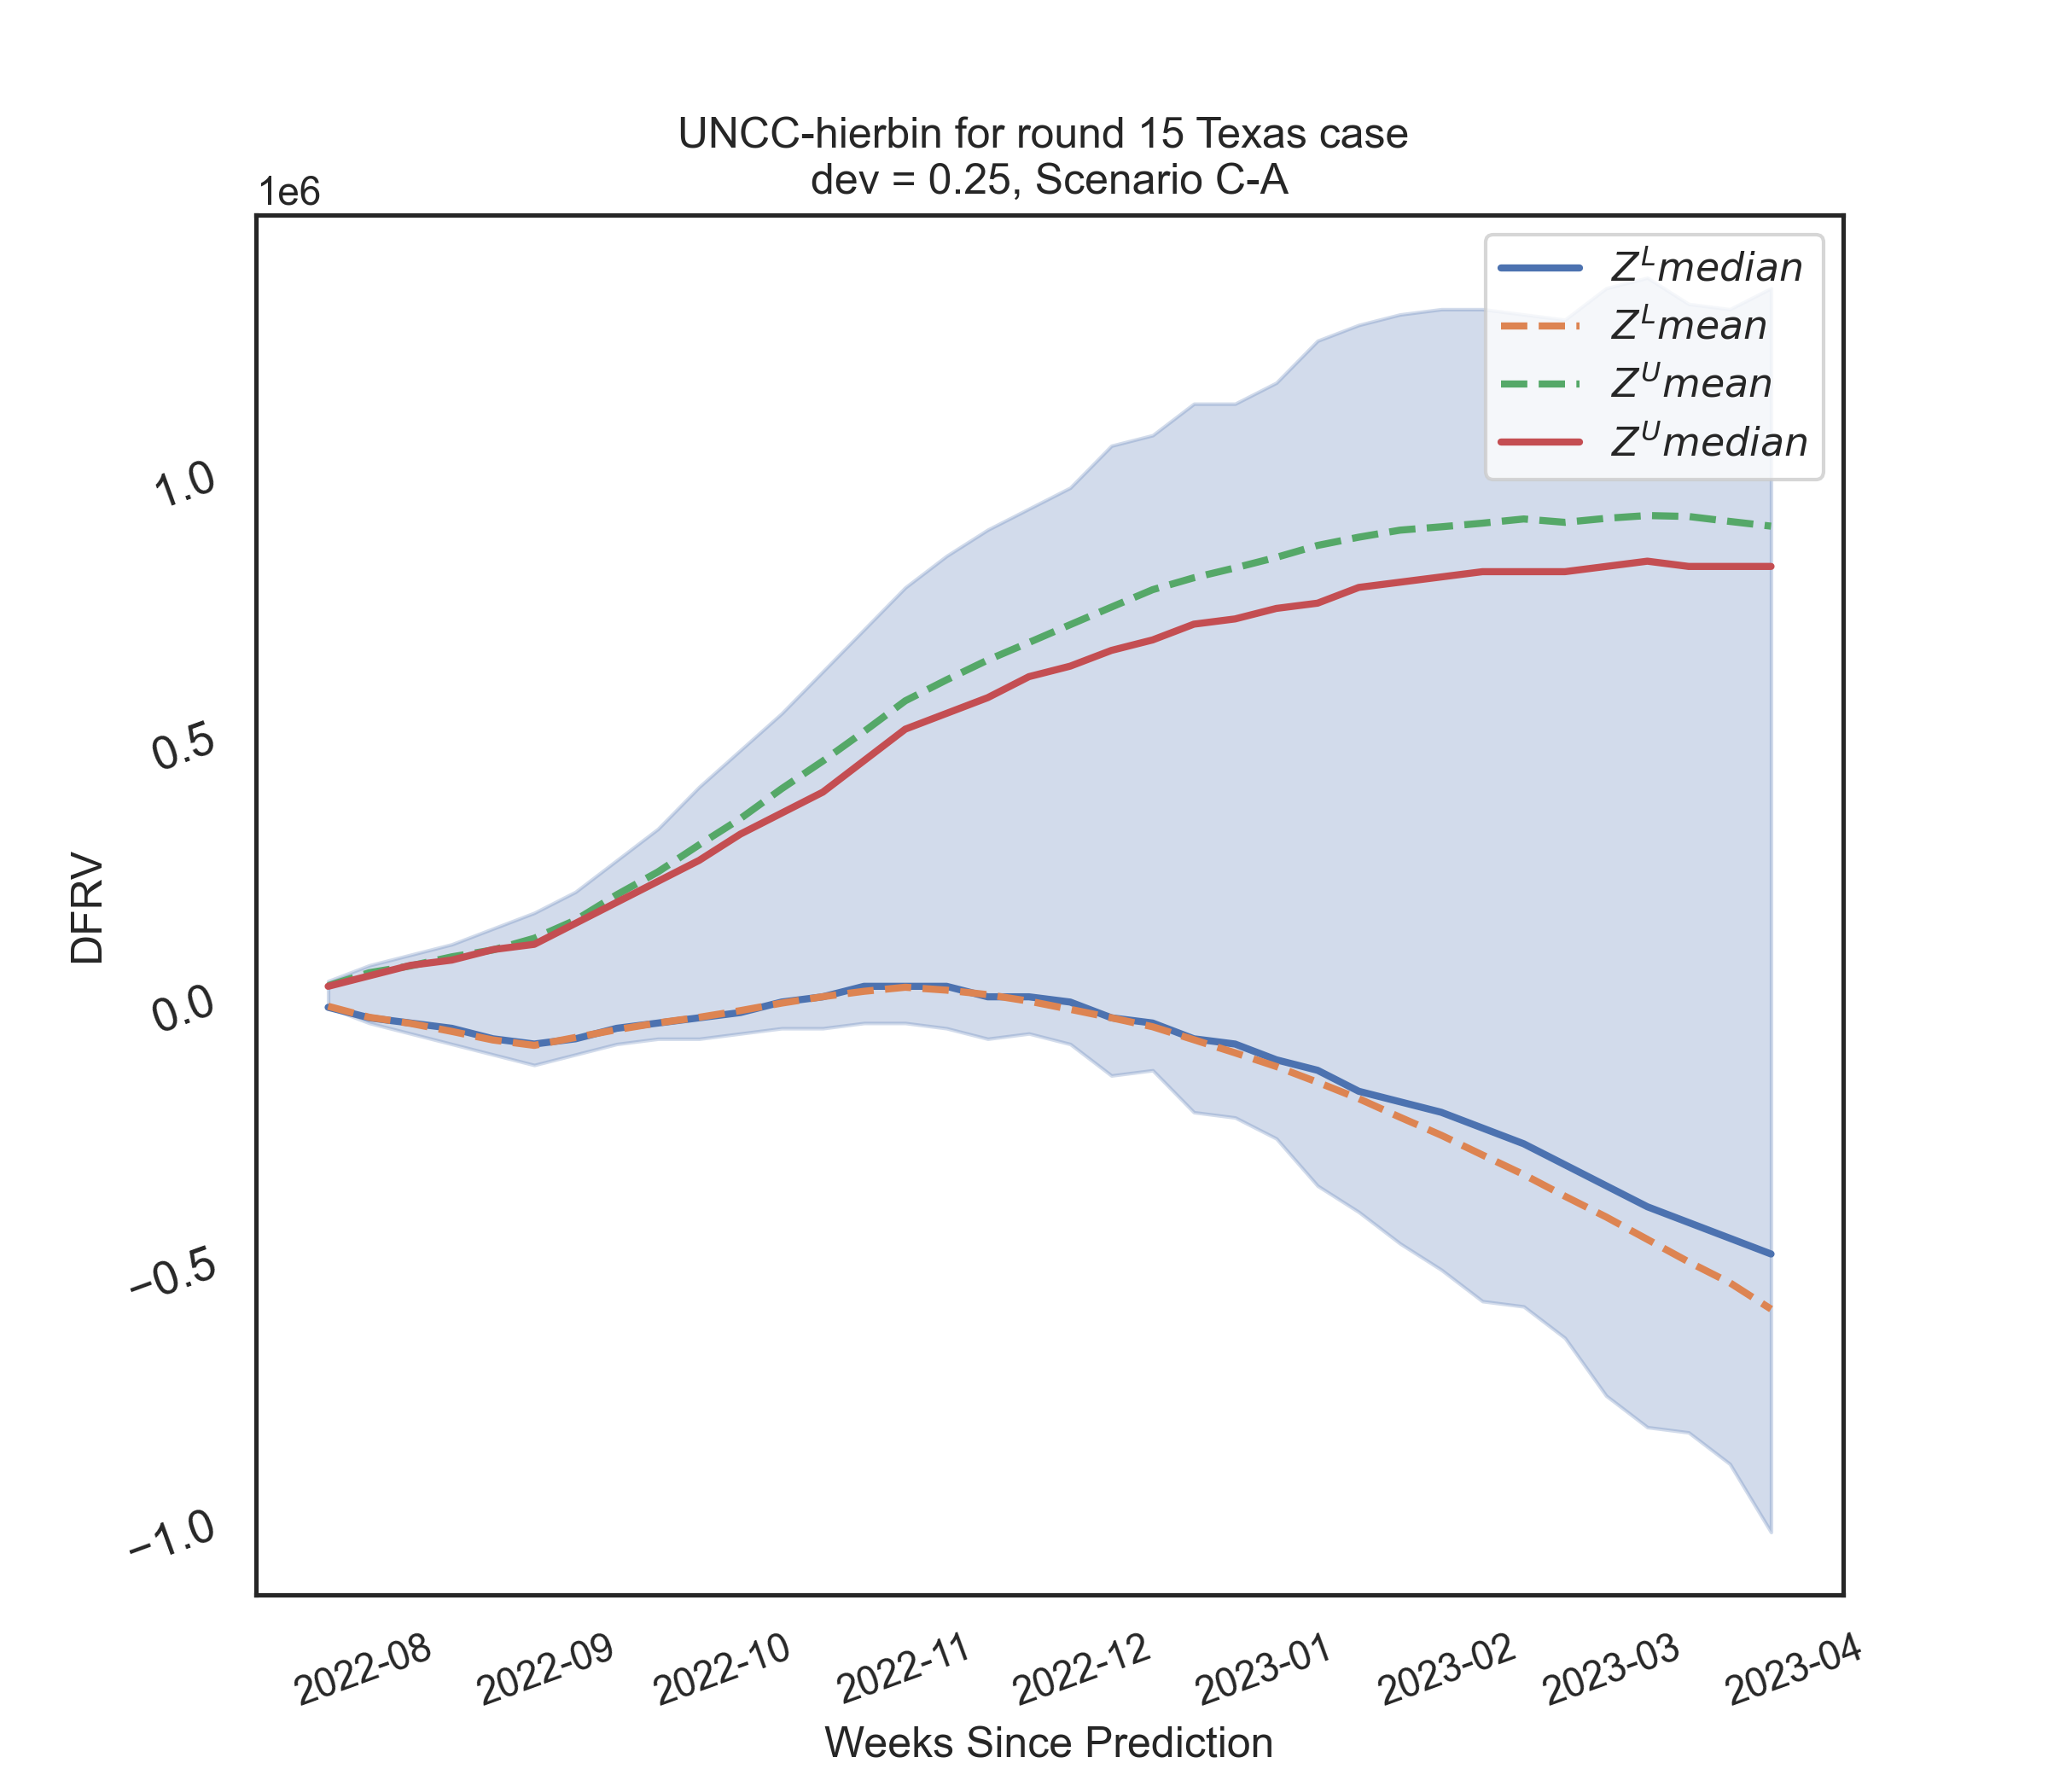 UNCC-hierbin for round 15 Texas case
dev = 0.25, Scenario C-A
1e6
Z^L median
Z^L mean
Z^U mean
Z^U median
1.0
0.5
0.0
−0.5
−1.0
DFRV
2022-08
2022-09
2022-10
2022-11
2022-12
2023-01
2023-02
2023-03
2023-04
Weeks Since Prediction